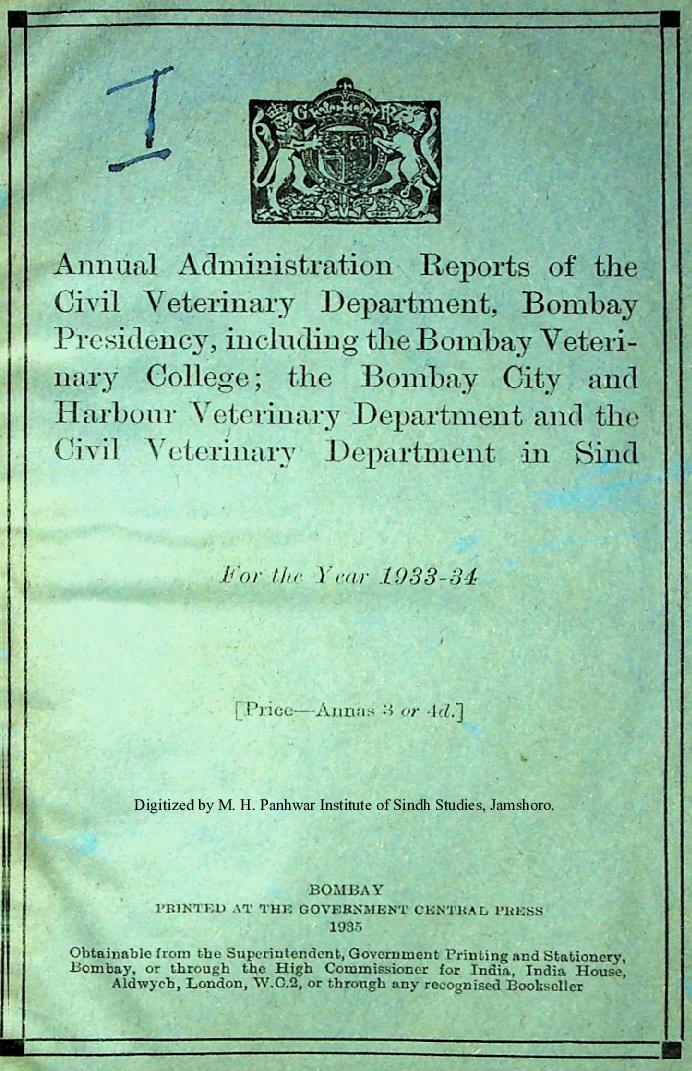 I
G R
Annual Administration Reports of the
Civil Veterinary Department, Bombay
Presidency, including the Bombay Veteri-
nary College; the Bombay City and
Harbour Veterinary Department and the
Civil Veterinary Department in Sind
For the Year 1933-34
[Price—Annas 3 or 4d.]
Digitized by M. H. Panhwar Institute of Sindh Studies, Jamshoro.
BOMBAY
PRINTED AT THE GOVERNMENT CENTRAL PRESS
1935
Obtainable from the Superintendent, Government Printing and Stationery,
Bombay, or through the High Commissioner for India, India House,
Aldwych, London, W.C.2, or through any recognised Bookseller